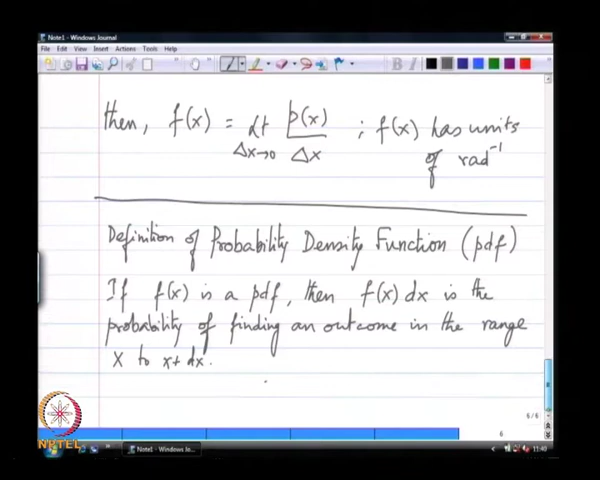 Note1 - Windows Journal
File Edit View Insert Actions Tools Help
then, f(x) = Lt p(x)/Δx ; f(x) has units
Δx→0 of rad⁻¹
Definition of Probability Density Function (pdf)
If f(x) is a pdf, then f(x) dx is the
probability of finding an outcome in the range
x to x+dx.
6/6
6
NPTEL
Note1 - Windows Jo...
11:40